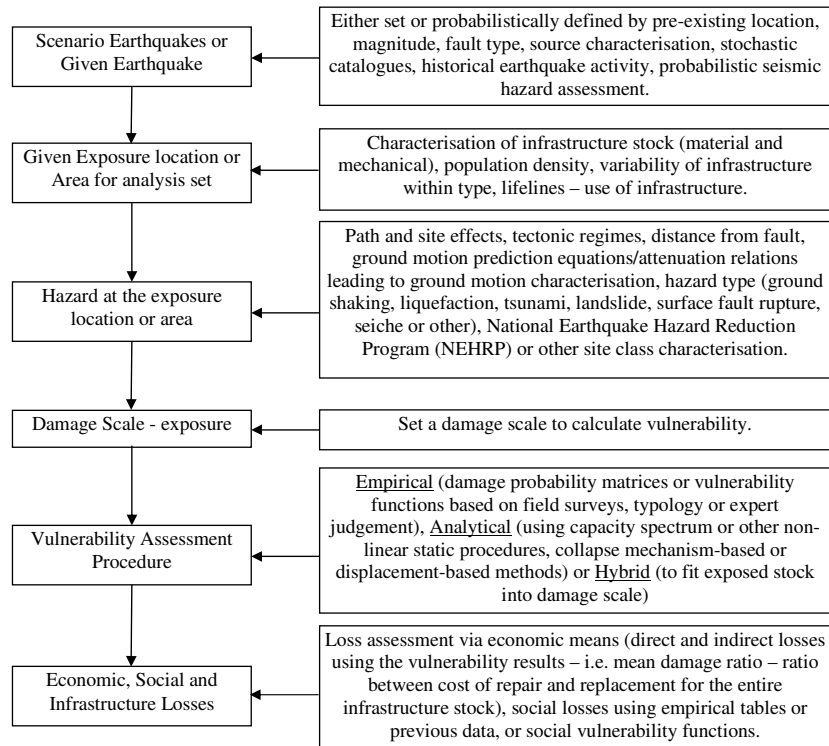 Scenario Earthquakes or
Given Earthquake
Either set or probabilistically defined by pre-existing location,
magnitude, fault type, source characterisation, stochastic
catalogues, historical earthquake activity, probabilistic seismic
hazard assessment.
Given Exposure location or
Area for analysis set
Characterisation of infrastructure stock (material and
mechanical), population density, variability of infrastructure
within type, lifelines – use of infrastructure.
Hazard at the exposure
location or area
Path and site effects, tectonic regimes, distance from fault,
ground motion prediction equations/attenuation relations
leading to ground motion characterisation, hazard type (ground
shaking, liquefaction, tsunami, landslide, surface fault rupture,
seiche or other), National Earthquake Hazard Reduction
Program (NEHRP) or other site class characterisation.
Damage Scale - exposure
Set a damage scale to calculate vulnerability.
Vulnerability Assessment
Procedure
Empirical (damage probability matrices or vulnerability
functions based on field surveys, typology or expert
judgement), Analytical (using capacity spectrum or other non-
linear static procedures, collapse mechanism-based or
displacement-based methods) or Hybrid (to fit exposed stock
into damage scale)
Economic, Social and
Infrastructure Losses
Loss assessment via economic means (direct and indirect losses
using the vulnerability results – i.e. mean damage ratio – ratio
between cost of repair and replacement for the entire
infrastructure stock), social losses using empirical tables or
previous data, or social vulnerability functions.